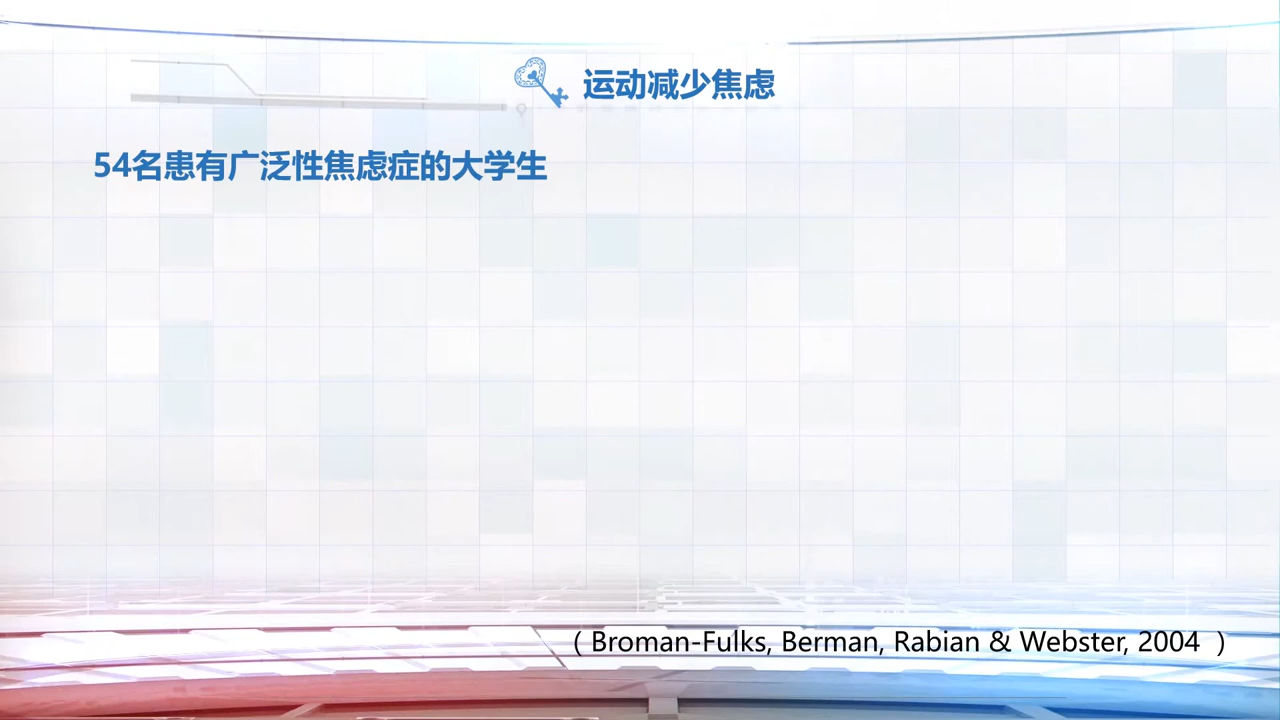 运动减少焦虑
54名患有广泛性焦虑症的大学生
（Broman-Fulks, Berman, Rabian & Webster, 2004 ）